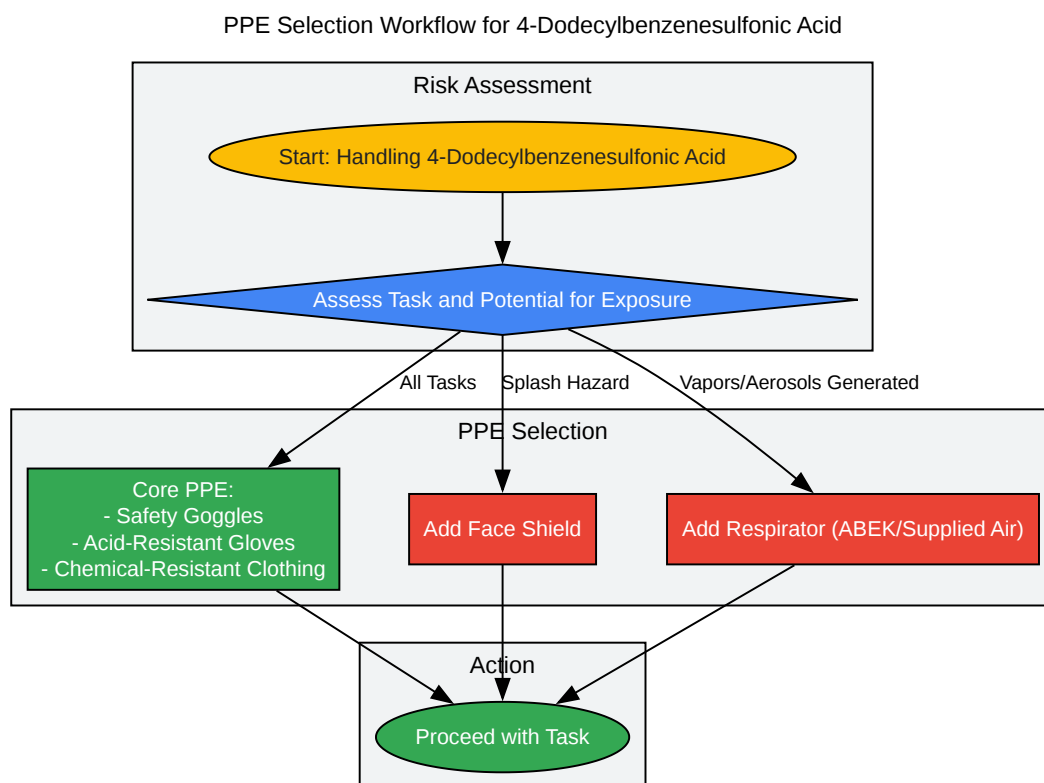 PPE Selection Workflow for 4-Dodecylbenzenesulfonic Acid
Risk Assessment
Start: Handling 4-Dodecylbenzenesulfonic Acid
Assess Task and Potential for Exposure
All Tasks
Splash Hazard
Vapors/Aerosols Generated
PPE Selection
Core PPE:
- Safety Goggles
- Acid-Resistant Gloves
- Chemical-Resistant Clothing
Add Face Shield
Add Respirator (ABEK/Supplied Air)
Action
Proceed with Task